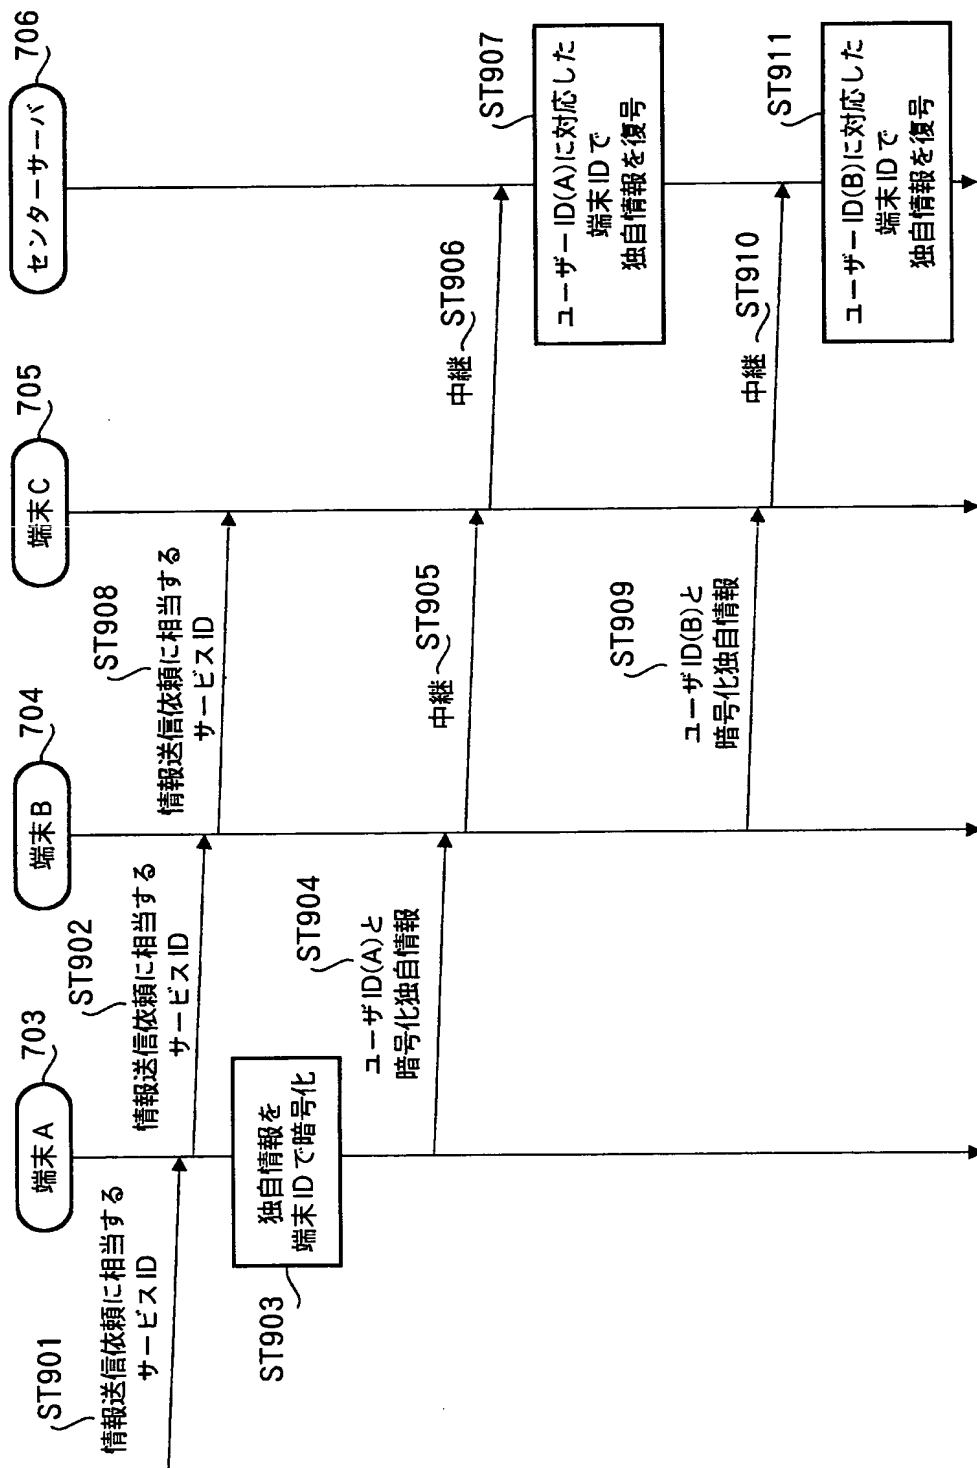 端末A
703
端末B
704
端末C
705
センターサーバ
706
ST901
情報送信依頼に相当する
サービスID
ST902
情報送信依頼に相当する
サービスID
ST908
情報送信依頼に相当する
サービスID
ST903
独自情報を
端末IDで暗号化
ST904
ユーザID(A)と
暗号化独自情報
中継
ST905
中継
ST906
ST907
ユーザーID(A)に対応した
端末IDで
独自情報を復号
ST909
ユーザID(B)と
暗号化独自情報
中継
ST910
ST911
ユーザーID(B)に対応した
端末IDで
独自情報を復号